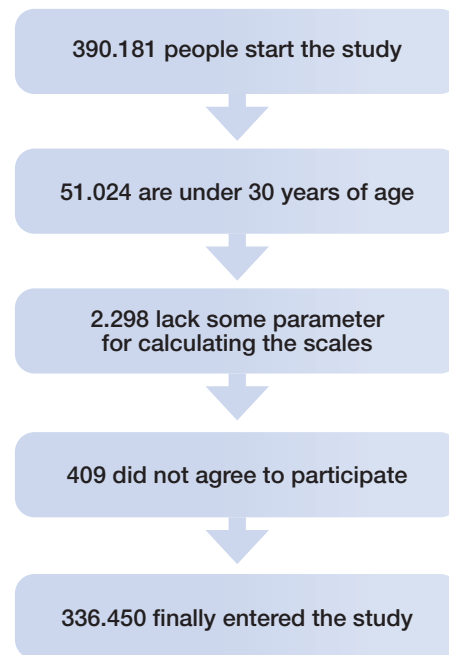 390.181 people start the study
51.024 are under 30 years of age
2.298 lack some parameter
for calculating the scales
409 did not agree to participate
336.450 finally entered the study